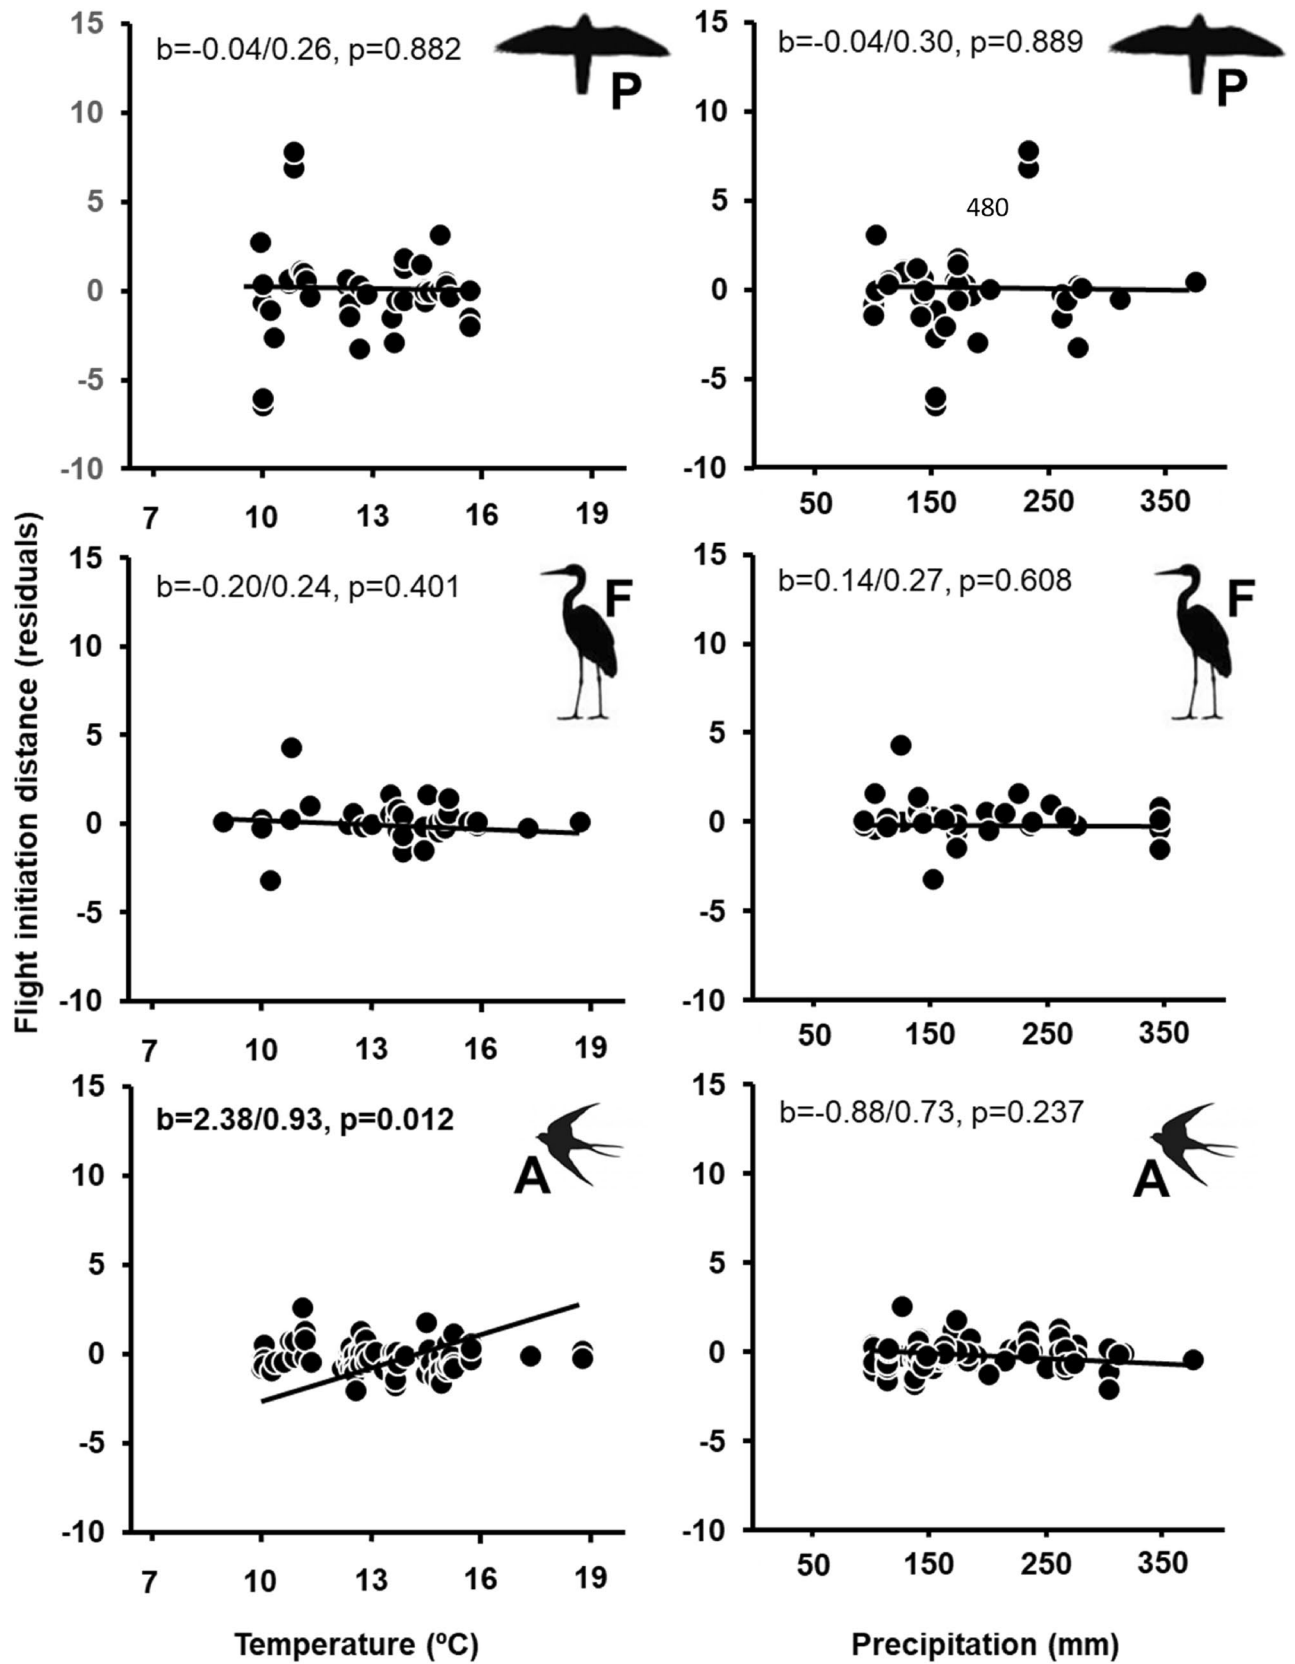 15
b=-0.04/0.26, p=0.882
P
10
5
0
-5
-10
7 10 13 16 19
15
b=-0.04/0.30, p=0.889
P
10
5
480
0
-5
-10
50 150 250 350
Flight initiation distance (residuals)
15
b=-0.20/0.24, p=0.401
F
10
5
0
-5
-10
7 10 13 16 19
15
b=0.14/0.27, p=0.608
F
10
5
0
-5
-10
50 150 250 350
15
b=2.38/0.93, p=0.012
A
10
5
0
-5
-10
7 10 13 16 19
Temperature (ºC)
15
b=-0.88/0.73, p=0.237
A
10
5
0
-5
-10
50 150 250 350
Precipitation (mm)